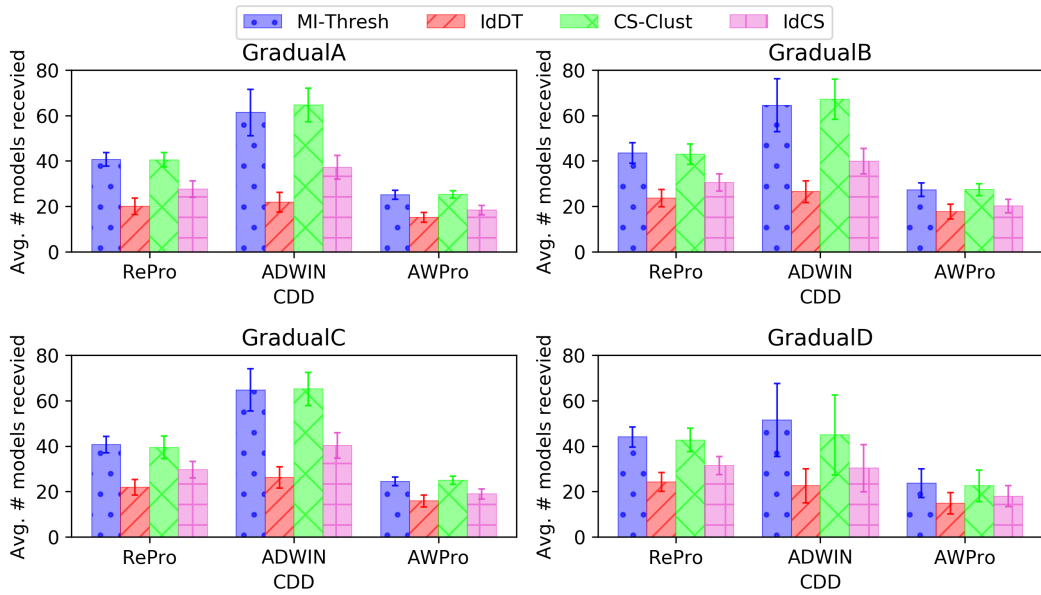 MI-Thresh IdDT CS-Clust IdCS
GradualA
Avg. # models recevied
80
60
40
20
0
RePro ADWIN AWPro
CDD
GradualB
Avg. # models recevied
80
60
40
20
0
RePro ADWIN AWPro
CDD
GradualC
Avg. # models recevied
80
60
40
20
0
RePro ADWIN AWPro
CDD
GradualD
Avg. # models recevied
80
60
40
20
0
RePro ADWIN AWPro
CDD